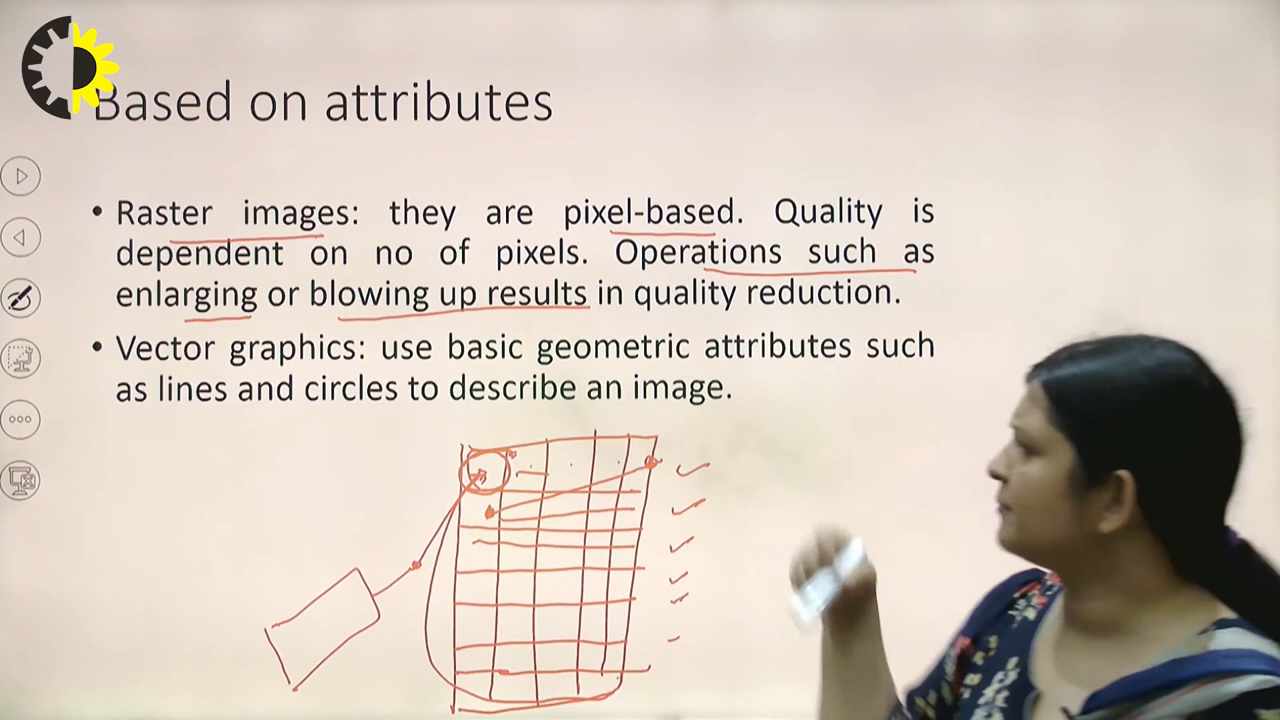 Based on attributes
• Raster images: they are pixel-based. Quality is
dependent on no of pixels. Operations such as
enlarging or blowing up results in quality reduction.
• Vector graphics: use basic geometric attributes such
as lines and circles to describe an image.